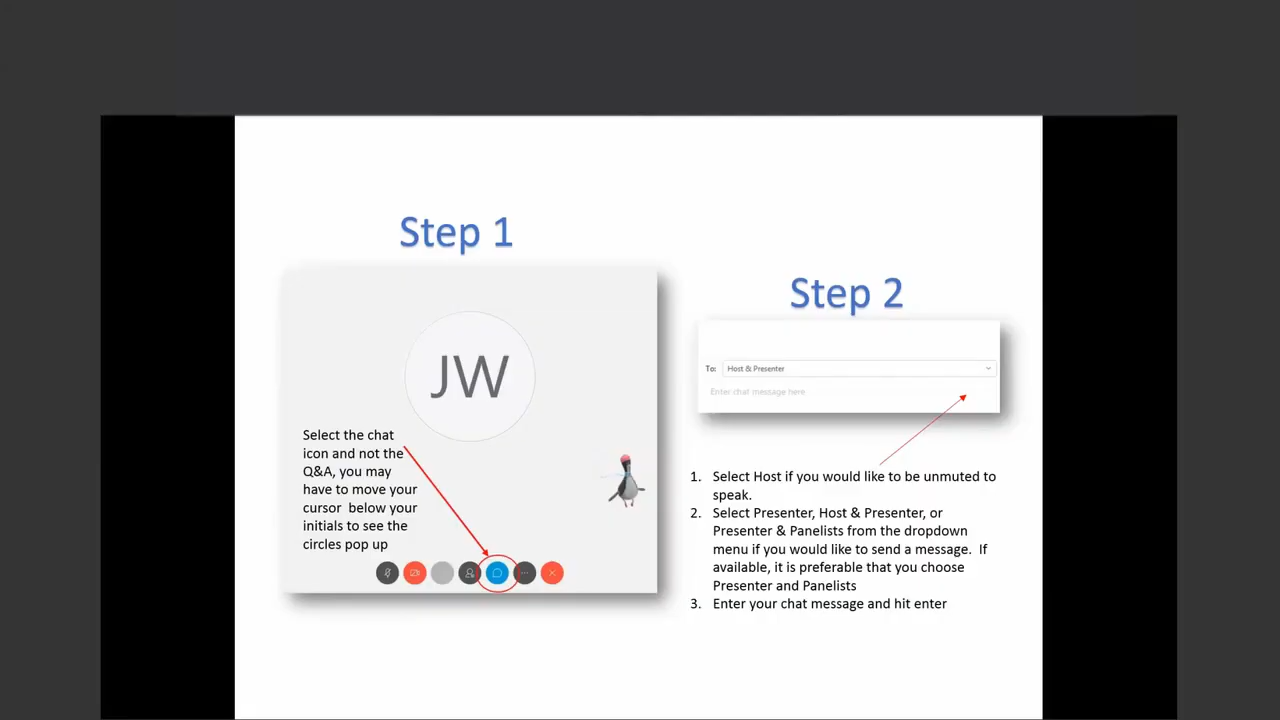 Step 1
JW
Select the chat
icon and not the
Q&A, you may
have to move your
cursor  below your
initials to see the
circles pop up
Step 2
To: Host & Presenter
Enter chat message here
1. Select Host if you would like to be unmuted to
speak.
2. Select Presenter, Host & Presenter, or
Presenter & Panelists from the dropdown
menu if you would like to send a message.  If
available, it is preferable that you choose
Presenter and Panelists
3. Enter your chat message and hit enter